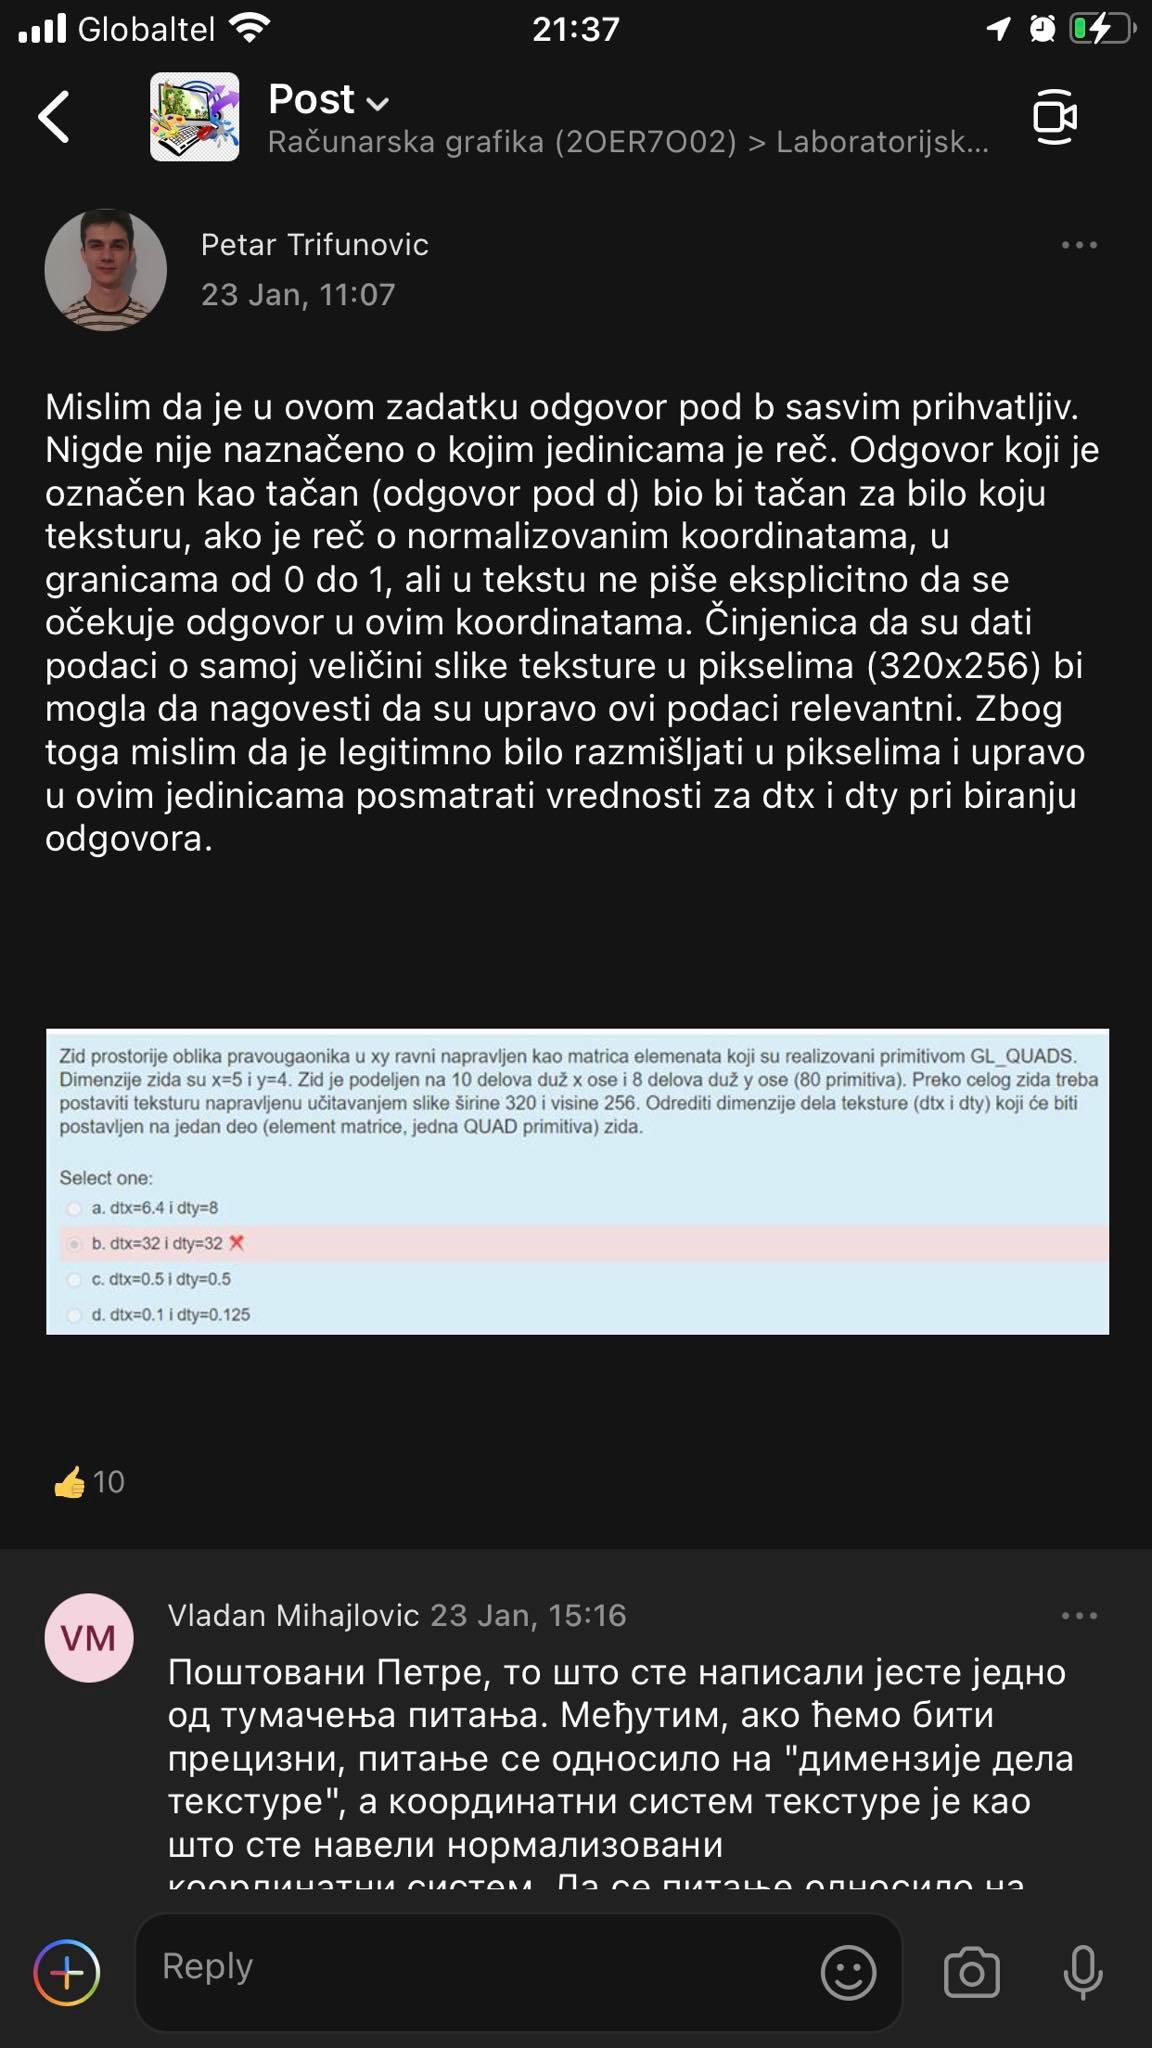 Globaltel
21:37
Post
Računarska grafika (2OER7O02) > Laboratorijsk...
Petar Trifunovic
23 Jan, 11:07
Mislim da je u ovom zadatku odgovor pod b sasvim prihvatljiv.
Nigde nije naznačeno o kojim jedinicama je reč. Odgovor koji je
označen kao tačan (odgovor pod d) bio bi tačan za bilo koju
teksturu, ako je reč o normalizovanim koordinatama, u
granicama od 0 do 1, ali u tekstu ne piše eksplicitno da se
očekuje odgovor u ovim koordinatama. Činjenica da su dati
podaci o samoj veličini slike teksture u pikselima (320x256) bi
mogla da nagovesti da su upravo ovi podaci relevantni. Zbog
toga mislim da je legitimno bilo razmišljati u pikselima i upravo
u ovim jedinicama posmatrati vrednosti za dtx i dty pri biranju
odgovora.
Zid prostorije oblika pravougaonika u xy ravni napravljen kao matrica elemenata koji su realizovani primitivom GL_QUADS.
Dimenzije zida su x=5 i y=4. Zid je podeljen na 10 delova duž x ose i 8 delova duž y ose (80 primitiva). Preko celog zida treba
postaviti teksturu napravljenu učitavanjem slike širine 320 i visine 256. Odrediti dimenzije dela teksture (dtx i dty) koji će biti
postavljen na jedan deo (element matrice, jedna QUAD primitiva) zida.
Select one:
a. dtx=6.4 i dty=8
b. dtx=32 i dty=32
c. dtx=0.5 i dty=0.5
d. dtx=0.1 i dty=0.125
10
VM
Vladan Mihajlovic 23 Jan, 15:16
Поштовани Петре, то што сте написали јесте једно
од тумачења питања. Међутим, ако ћемо бити
прецизни, питање се односило на "димензије дела
текстуре", а координатни систем текстуре је као
што сте навели нормализовани
координатни систем. Да се питање односило на
Reply